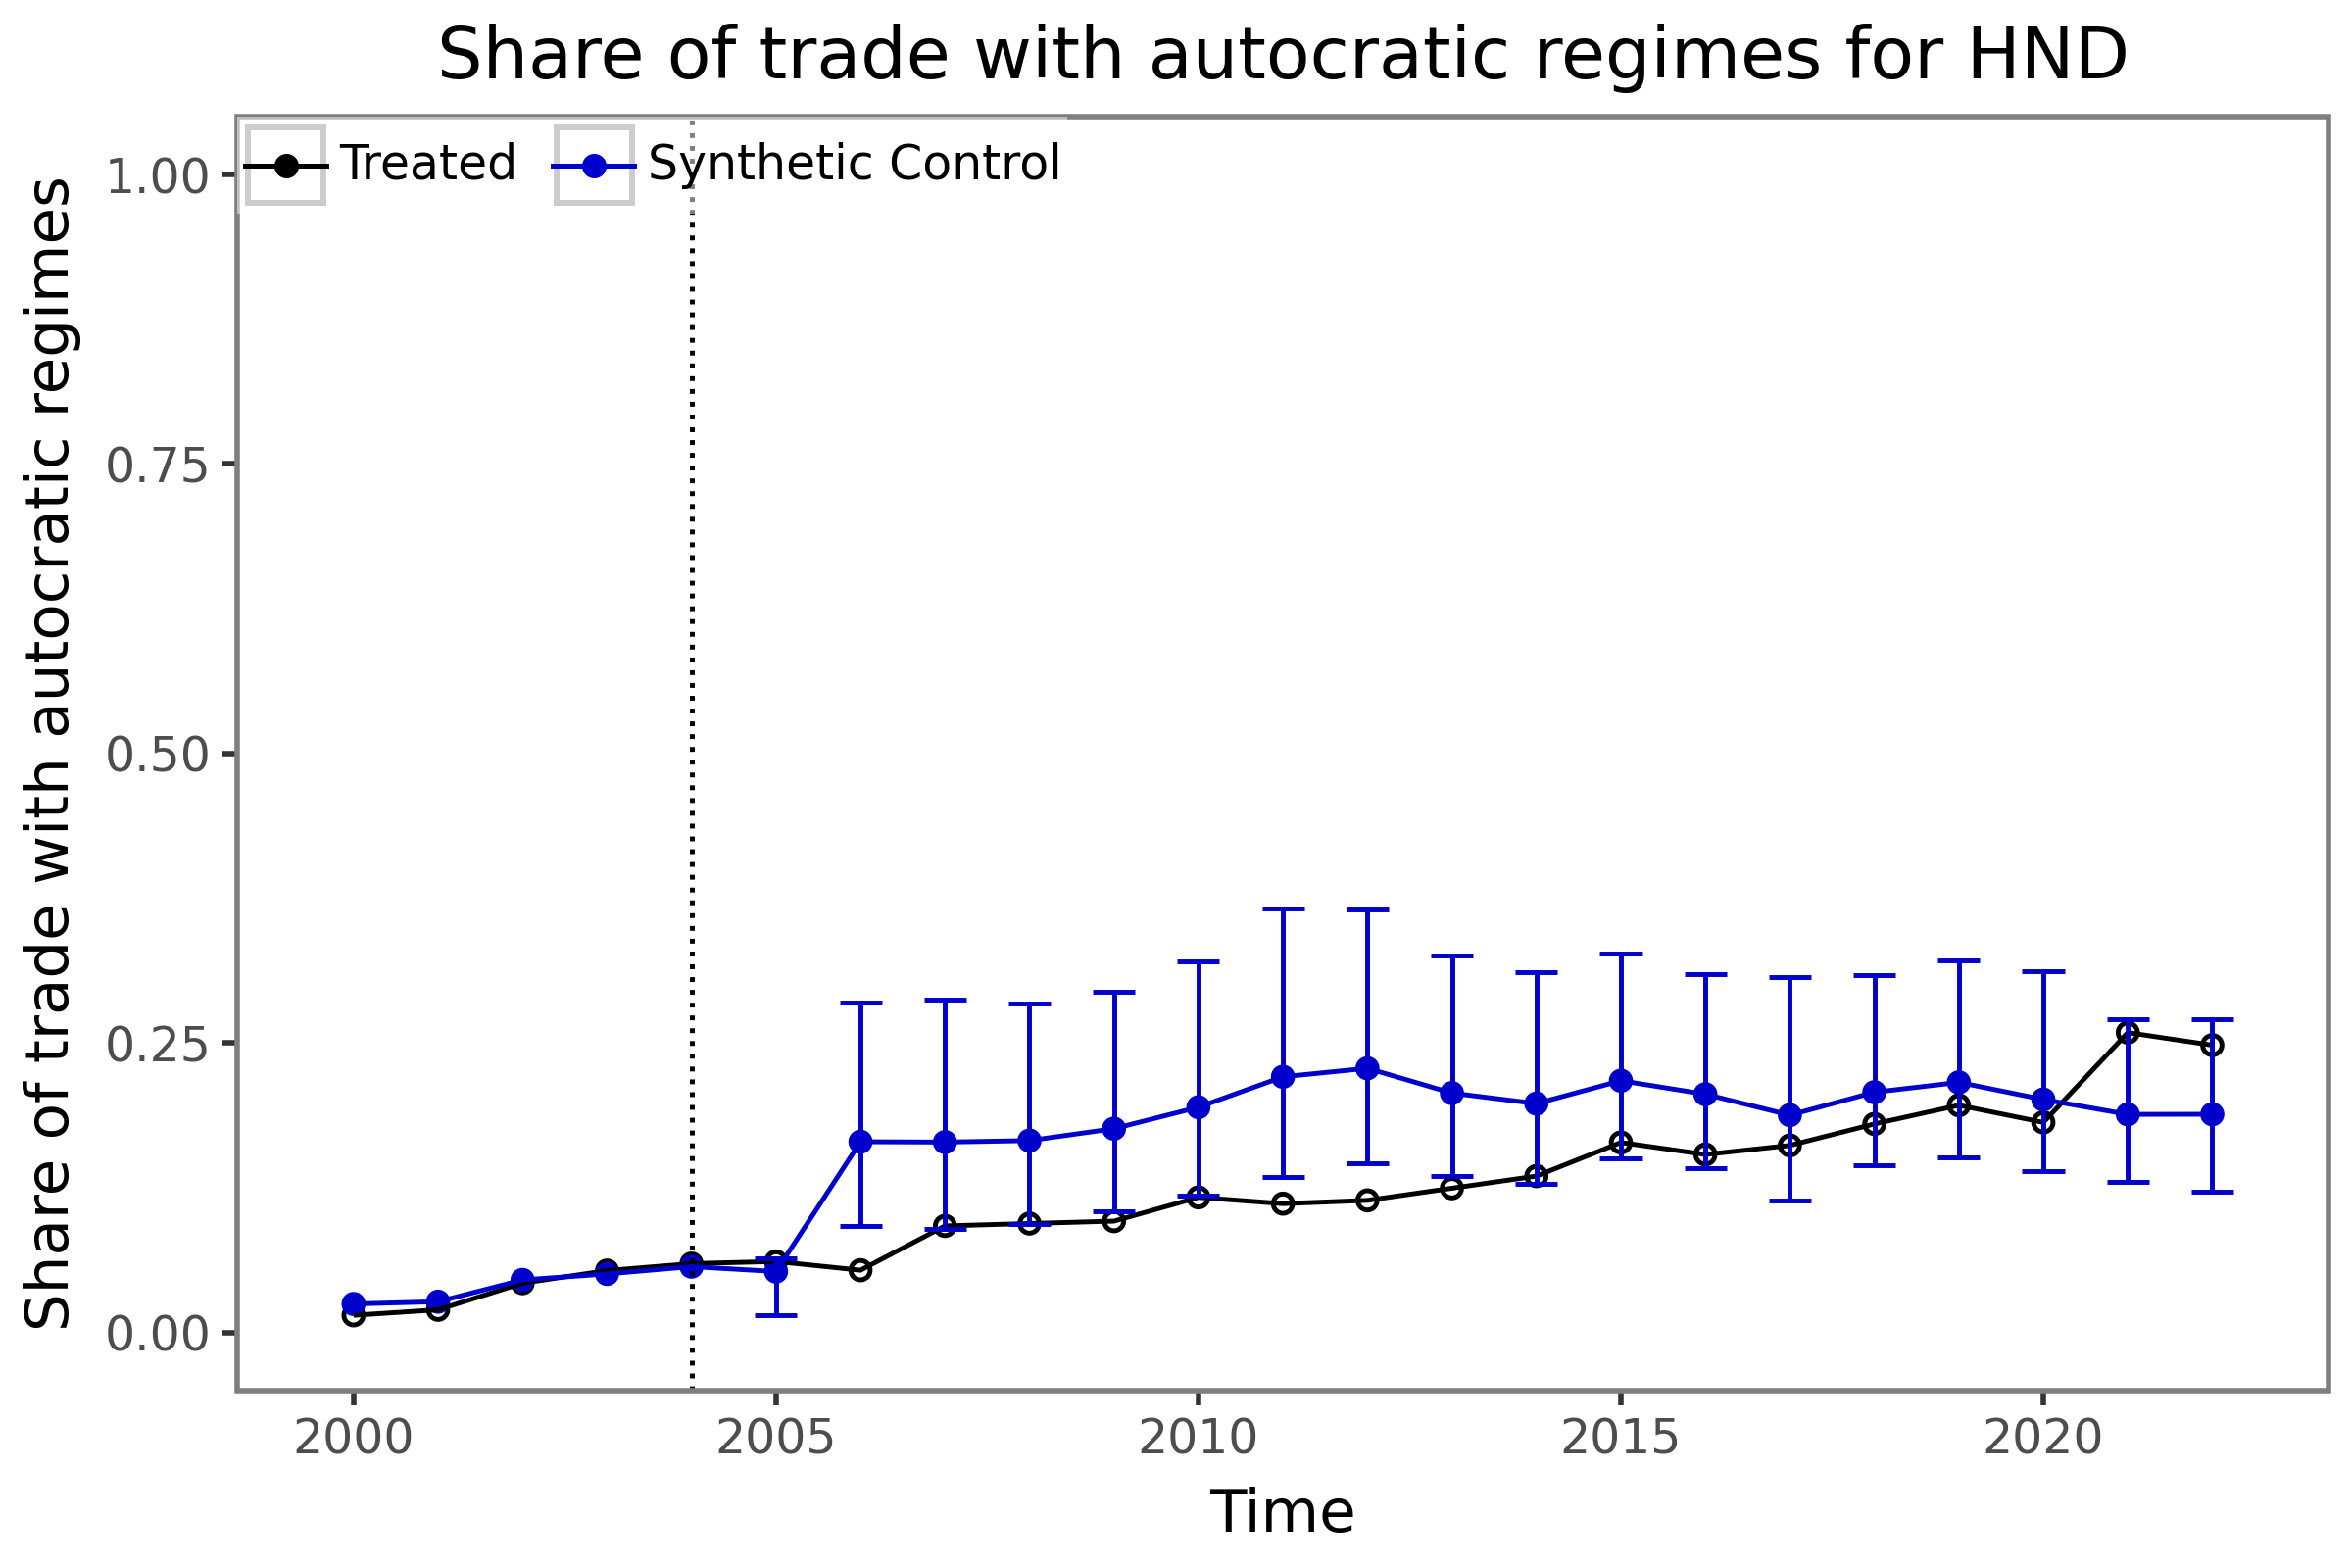 Share of trade with autocratic regimes for HND
Treated
Synthetic Control
Share of trade with autocratic regimes
1.00
0.75
0.50
0.25
0.00
2000 2005 2010 2015 2020
Time